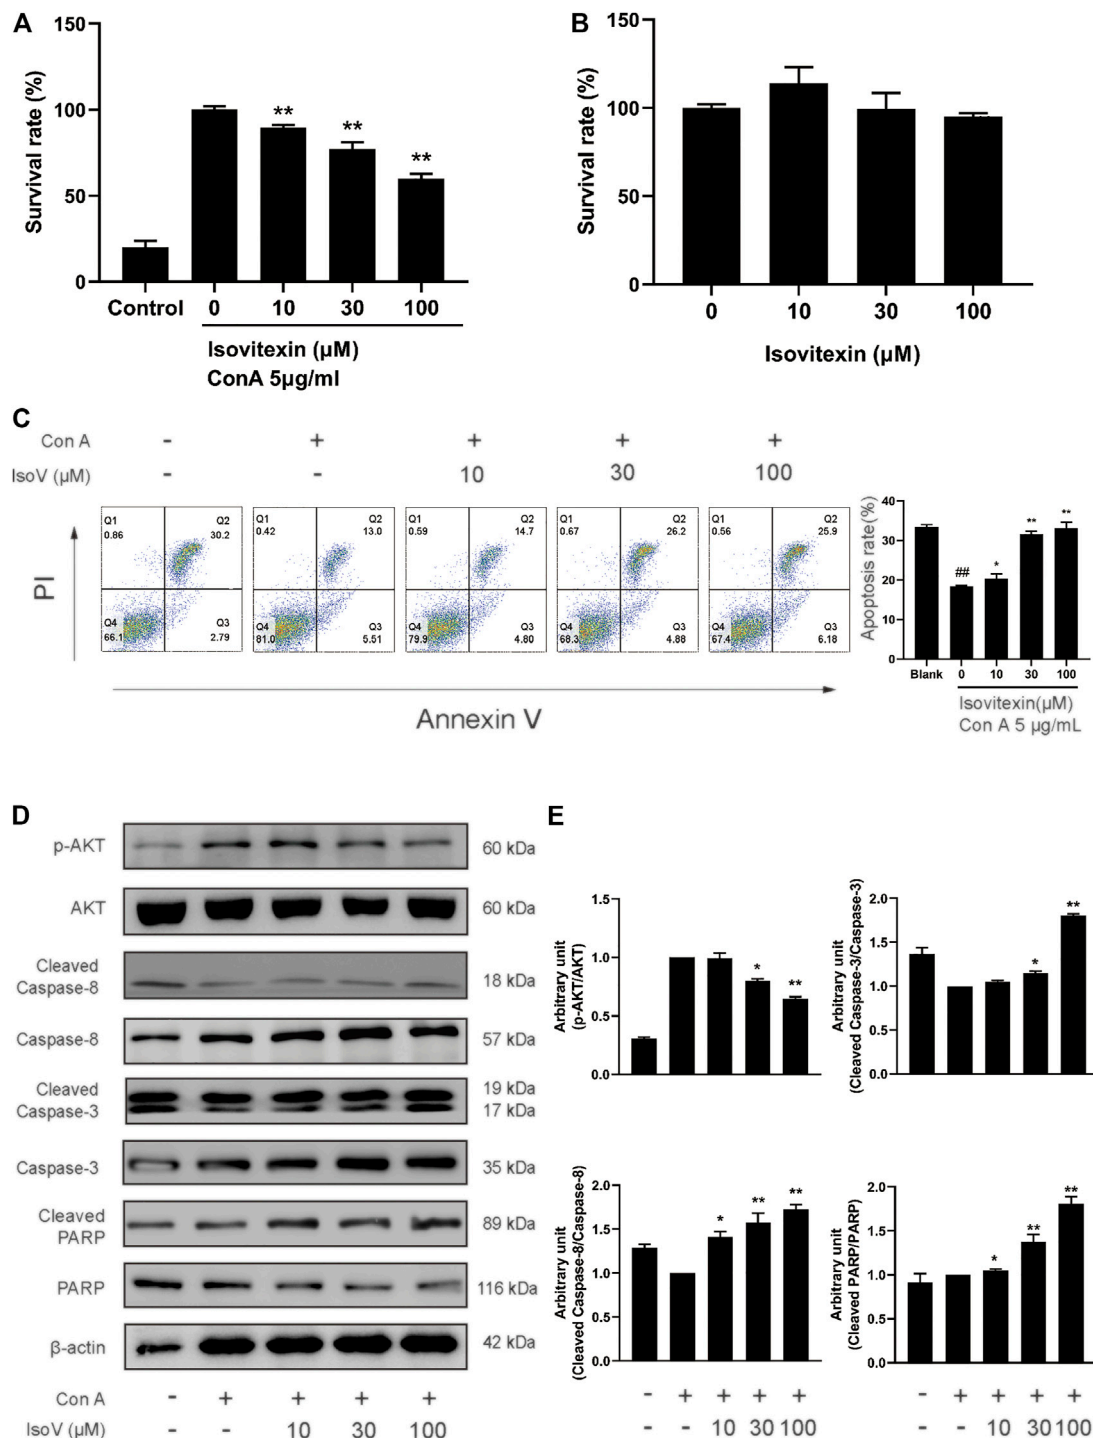 A
150
100
50
0
Survival rate (%)
**
**
**
Control
0
10
30
100
Isovitexin (µM)
ConA 5µg/ml
B
150
100
50
0
Survival rate (%)
0
10
30
100
Isovitexin (µM)
C
Con A
-
+
+
+
+
IsoV (µM)
-
-
10
30
100
PI
Q1
0.86
Q2
30.2
Q4
66.1
Q3
2.79
Q1
0.42
Q2
13.0
Q4
81.0
Q3
5.51
Q1
0.59
Q2
14.7
Q4
79.9
Q3
4.80
Q1
0.67
Q2
26.2
Q4
68.3
Q3
4.88
Q1
0.56
Q2
25.9
Q4
67.4
Q3
6.18
Annexin V
Apoptosis rate(%)
40
30
20
10
0
##
*
**
**
Blank
0
10
30
100
Isovitexin(µM)
Con A 5 µg/mL
D
p-AKT
60 kDa
AKT
60 kDa
Cleaved
Caspase-8
18 kDa
Caspase-8
57 kDa
Cleaved
Caspase-3
19 kDa
17 kDa
Caspase-3
35 kDa
Cleaved
PARP
89 kDa
PARP
116 kDa
β-actin
42 kDa
Con A
-
+
+
+
+
IsoV (µM)
-
-
10
30
100
E
Arbitrary unit
(p-AKT/AKT)
1.5
1.0
0.5
0.0
*
**
Arbitrary unit
(Cleaved Caspase-3/Caspase-3)
2.0
1.5
1.0
0.5
0.0
*
**
Arbitrary unit
(Cleaved Caspase-8/Caspase-8)
2.0
1.5
1.0
0.5
0.0
*
**
**
Arbitrary unit
(Cleaved PARP/PARP)
2.0
1.5
1.0
0.5
0.0
*
**
**
-
+
+
+
+
-
-
10
30
100
-
+
+
+
+
-
-
10
30
100